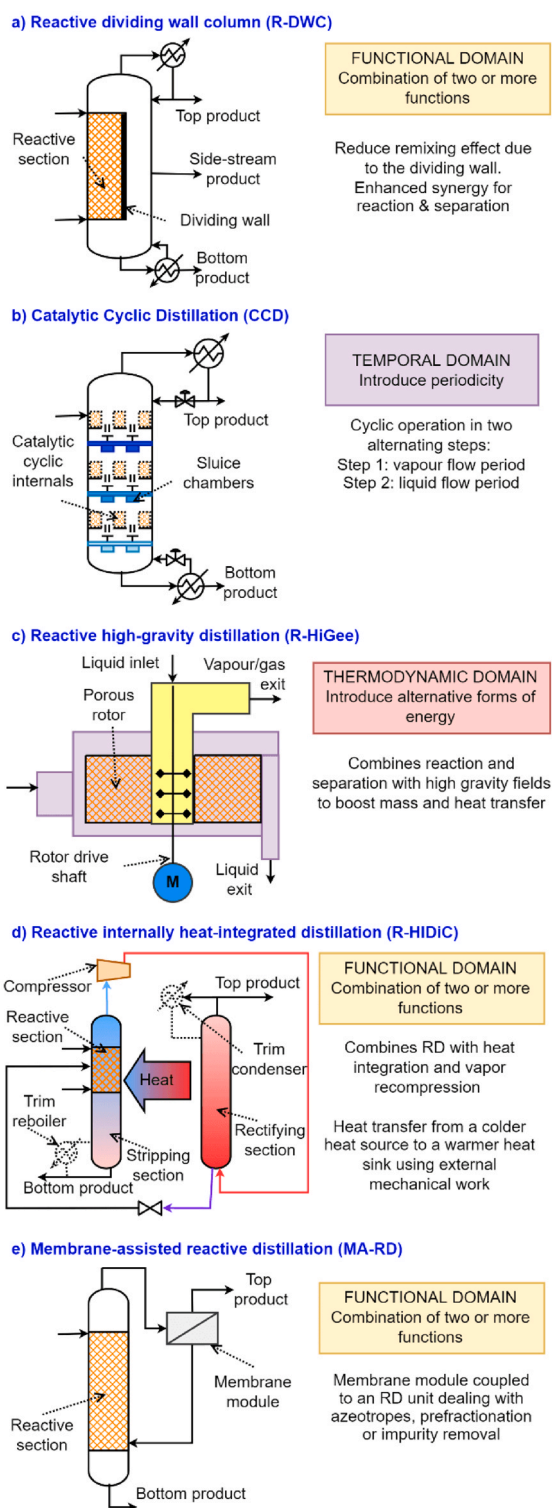 a) Reactive dividing wall column (R-DWC)
FUNCTIONAL DOMAIN
Combination of two or more
functions
Top product
Reactive
section
Side-stream
product
Dividing wall
Bottom
product
Reduce remixing effect due
to the dividing wall.
Enhanced synergy for
reaction & separation
b) Catalytic Cyclic Distillation (CCD)
TEMPORAL DOMAIN
Introduce periodicity
Top product
Catalytic
cyclic
internals
Sluice
chambers
Bottom
product
Cyclic operation in two
alternating steps:
Step 1: vapour flow period
Step 2: liquid flow period
c) Reactive high-gravity distillation (R-HiGee)
Liquid inlet
Vapour/gas
exit
Porous
rotor
Rotor drive
shaft
M
Liquid
exit
THERMODYNAMIC DOMAIN
Introduce alternative forms of
energy
Combines reaction and
separation with high gravity fields
to boost mass and heat transfer
d) Reactive internally heat-integrated distillation (R-HIDiC)
Compressor
Top product
Reactive
section
Heat
Trim
condenser
Trim
reboiler
Stripping
section
Rectifying
section
Bottom product
FUNCTIONAL DOMAIN
Combination of two or more
functions
Combines RD with heat
integration and vapor
recompression
Heat transfer from a colder
heat source to a warmer heat
sink using external
mechanical work
e) Membrane-assisted reactive distillation (MA-RD)
Top
product
Membrane
module
Reactive
section
Bottom product
FUNCTIONAL DOMAIN
Combination of two or more
functions
Membrane module coupled
to an RD unit dealing with
azeotropes, prefractionation
or impurity removal